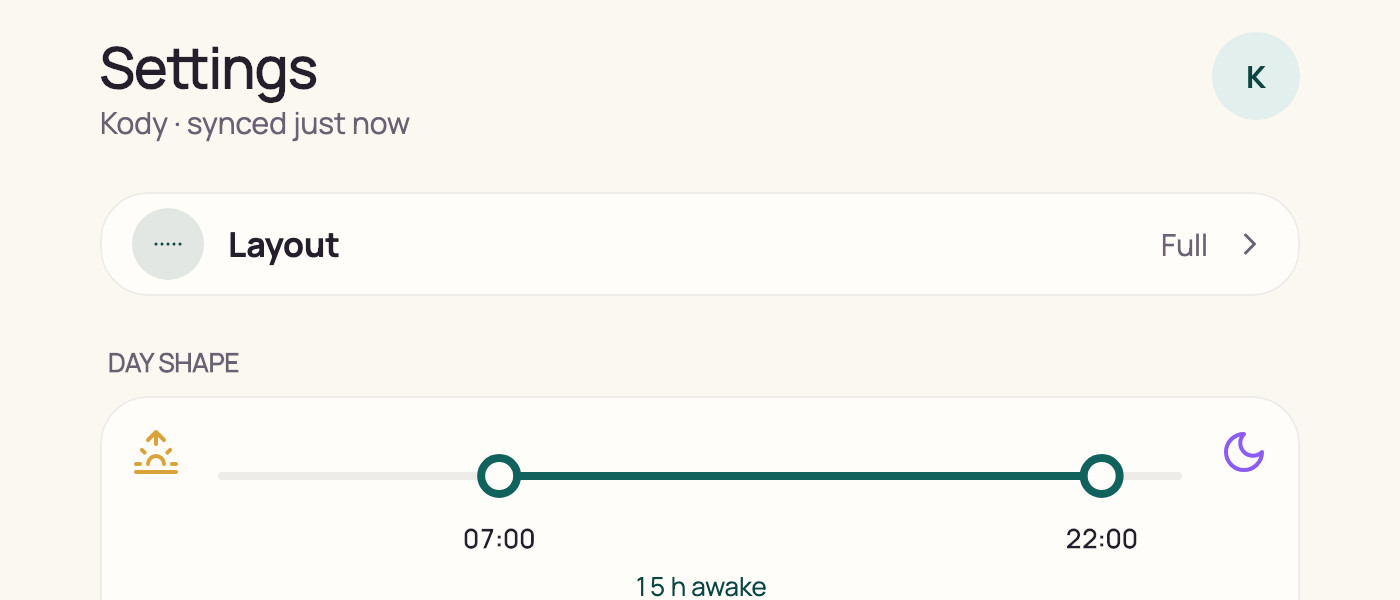 Settings
K
Kody · synced just now
Layout
Full
DAY SHAPE
07:00
22:00
15 h awake